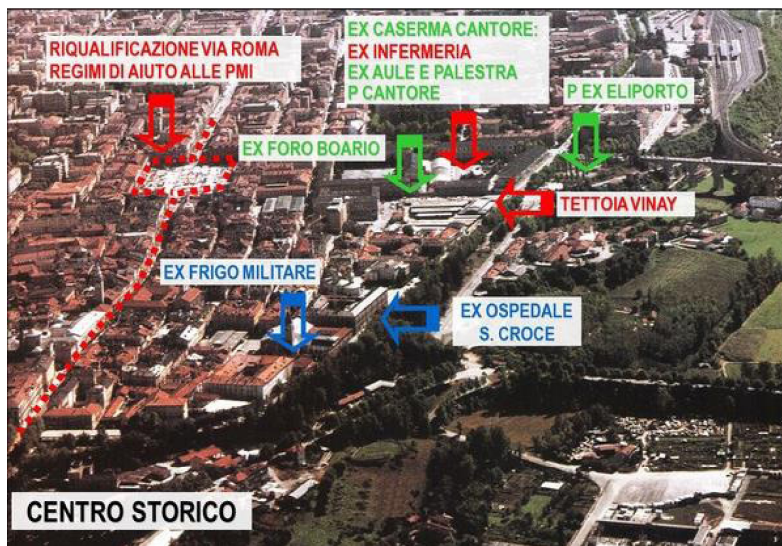 RIQUALIFICAZIONE VIA ROMA
REGIMI DI AIUTO ALLE PMI
EX CASERMA CANTORE:
EX INFERMERIA
EX AULE E PALESTRA
P CANTORE
P EX ELIPORTO
EX FORO BOARIO
TETTOIA VINAY
EX FRIGO MILITARE
EX OSPEDALE
S. CROCE
CENTRO STORICO